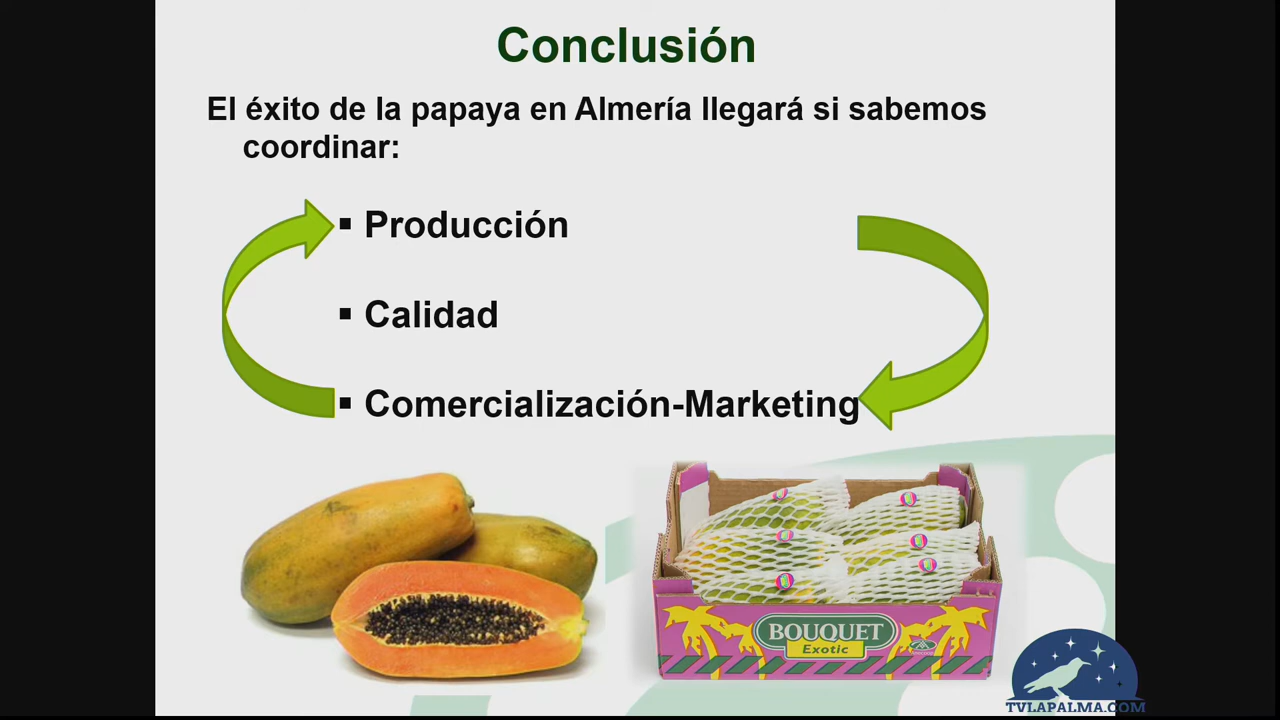 Conclusión
El éxito de la papaya en Almería llegará si sabemos
coordinar:
▪ Producción
▪ Calidad
▪ Comercialización-Marketing
BOUQUET
Exotic
TVLAPALMA.COM